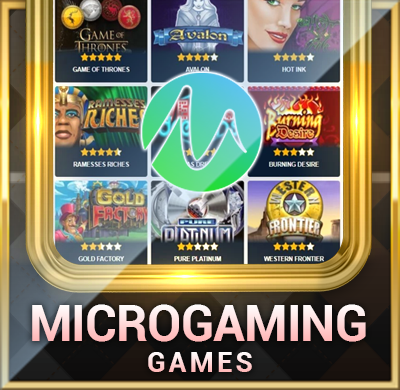 GAME OF THRONES
Avalon
GAME OF THRONES
AVALON
HOT INK
RAMESSES RICHES
Burning Desire
RAMESSES RICHES
BURNING DESIRE
GOLD FACTORY
PURE PLATINUM
WESTERN FRONTIER
GOLD FACTORY
PURE PLATINUM
WESTERN FRONTIER
MICROGAMING
GAMES